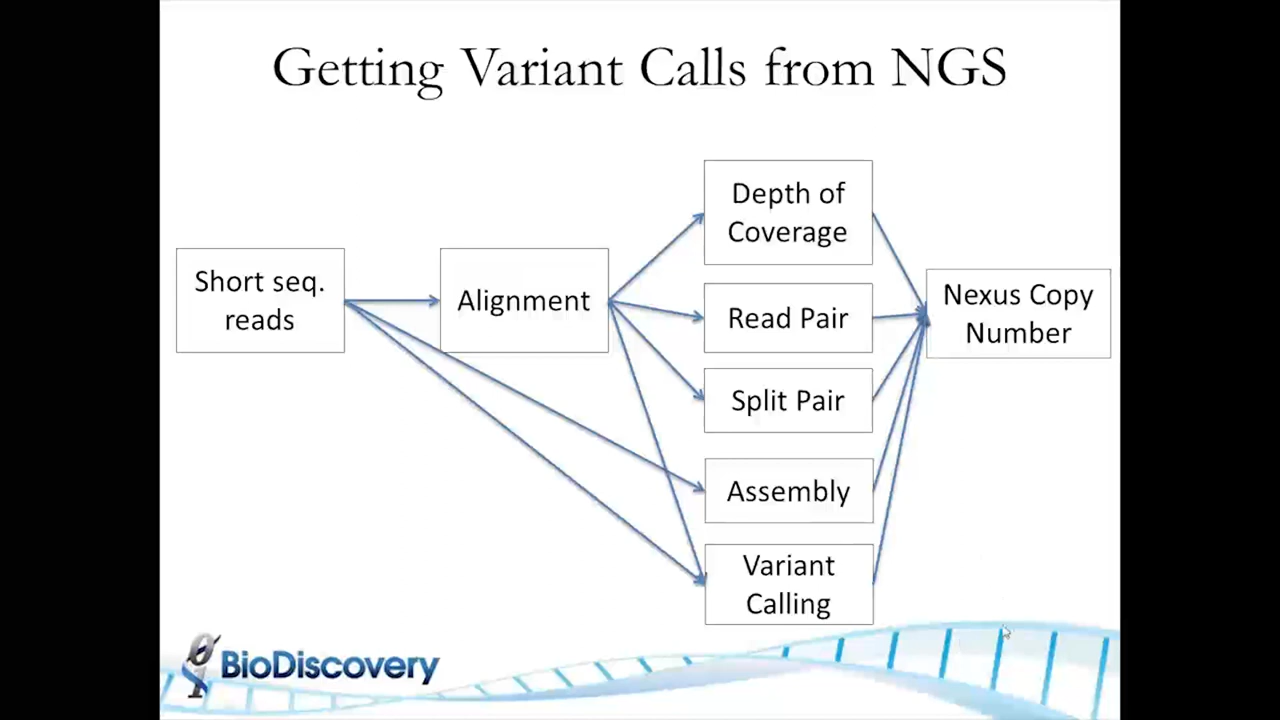 Getting Variant Calls from NGS
Short seq.
reads
Alignment
Depth of
Coverage
Read Pair
Split Pair
Assembly
Variant
Calling
Nexus Copy
Number
BioDiscovery